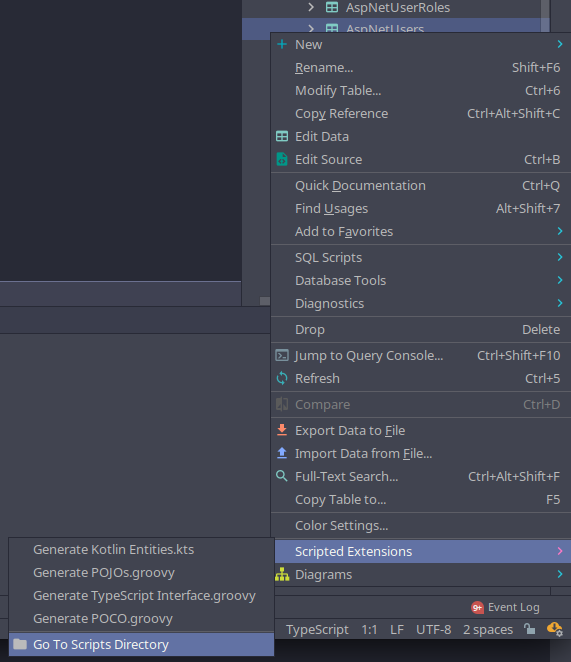 AspNetUserRoles
AspNetUsers
New
Rename... Shift+F6
Modify Table... Ctrl+6
Copy Reference Ctrl+Alt+Shift+C
Edit Data
Edit Source Ctrl+B
Quick Documentation Ctrl+Q
Find Usages Alt+Shift+7
Add to Favorites
SQL Scripts
Database Tools
Diagnostics
Drop Delete
Jump to Query Console... Ctrl+Shift+F10
Refresh Ctrl+5
Compare Ctrl+D
Export Data to File
Import Data from File...
Full-Text Search... Ctrl+Alt+Shift+F
Copy Table to... F5
Color Settings...
Scripted Extensions
Diagrams
Generate Kotlin Entities.kts
Generate POJOs.groovy
Generate TypeScript Interface.groovy
Generate POCO.groovy
Go To Scripts Directory
9+ Event Log
TypeScript 1:1 LF UTF-8 2 spaces